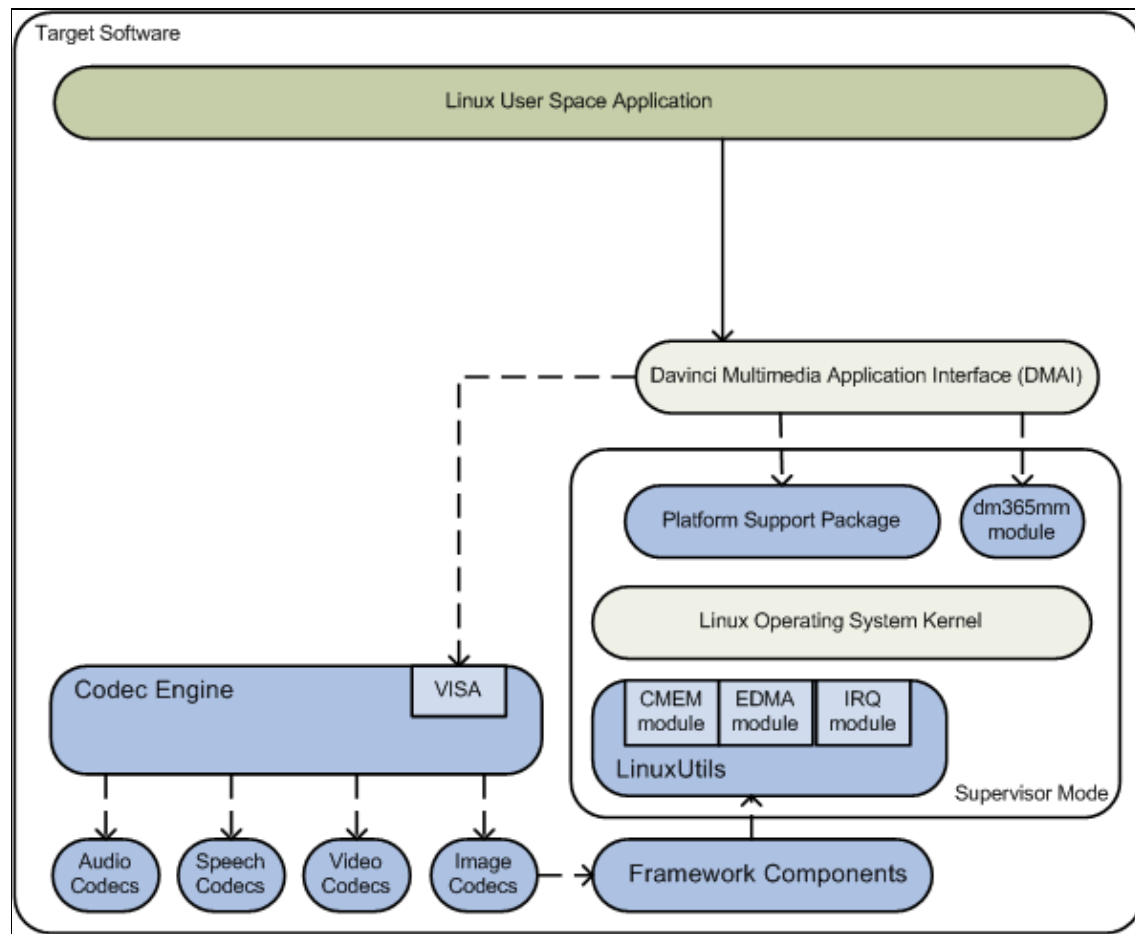 Target Software
Linux User Space Application
Davinci Multimedia Application Interface (DMAI)
Platform Support Package
dm365mm
module
Linux Operating System Kernel
Codec Engine
VISA
CMEM
module
EDMA
module
IRQ
module
LinuxUtils
Supervisor Mode
Audio
Codecs
Speech
Codecs
Video
Codecs
Image
Codecs
Framework Components